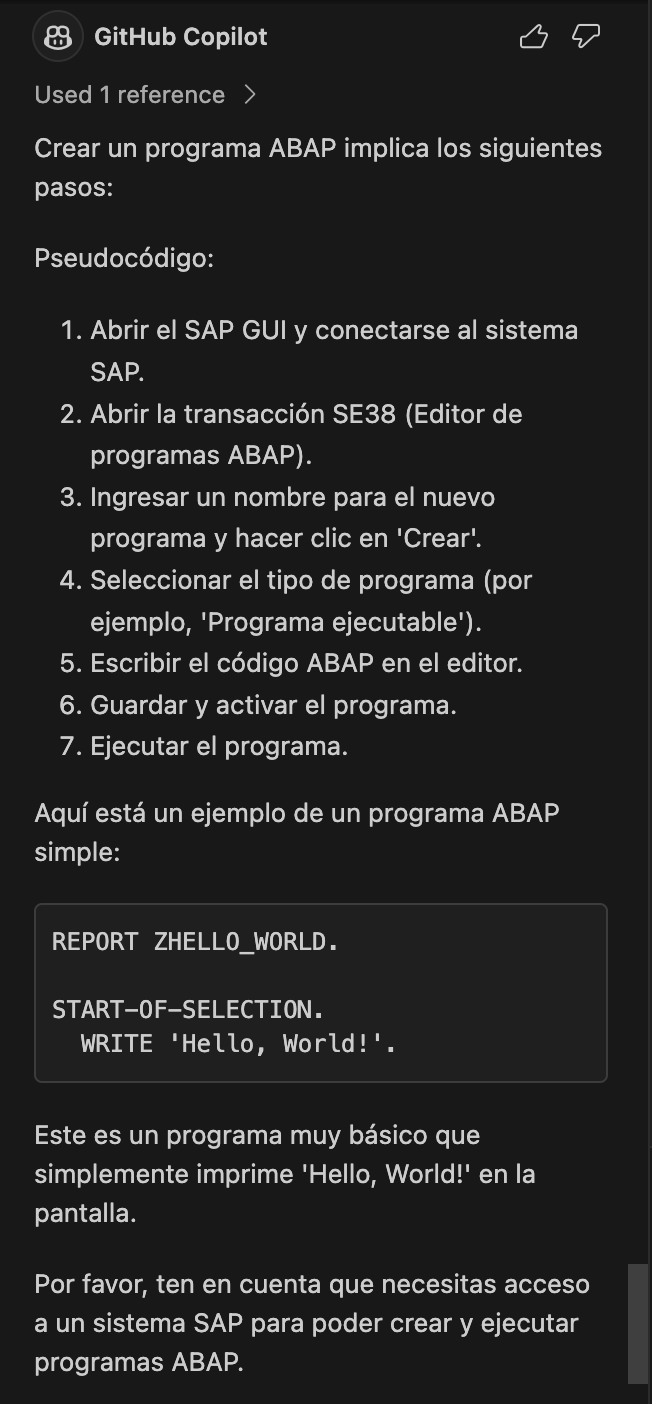 GitHub Copilot
Used 1 reference
Crear un programa ABAP implica los siguientes
pasos:
Pseudocódigo:
1. Abrir el SAP GUI y conectarse al sistema
SAP.
2. Abrir la transacción SE38 (Editor de
programas ABAP).
3. Ingresar un nombre para el nuevo
programa y hacer clic en 'Crear'.
4. Seleccionar el tipo de programa (por
ejemplo, 'Programa ejecutable').
5. Escribir el código ABAP en el editor.
6. Guardar y activar el programa.
7. Ejecutar el programa.
Aquí está un ejemplo de un programa ABAP
simple:
REPORT ZHELLO_WORLD.
START-OF-SELECTION.
  WRITE 'Hello, World!'.
Este es un programa muy básico que
simplemente imprime 'Hello, World!' en la
pantalla.
Por favor, ten en cuenta que necesitas acceso
a un sistema SAP para poder crear y ejecutar
programas ABAP.